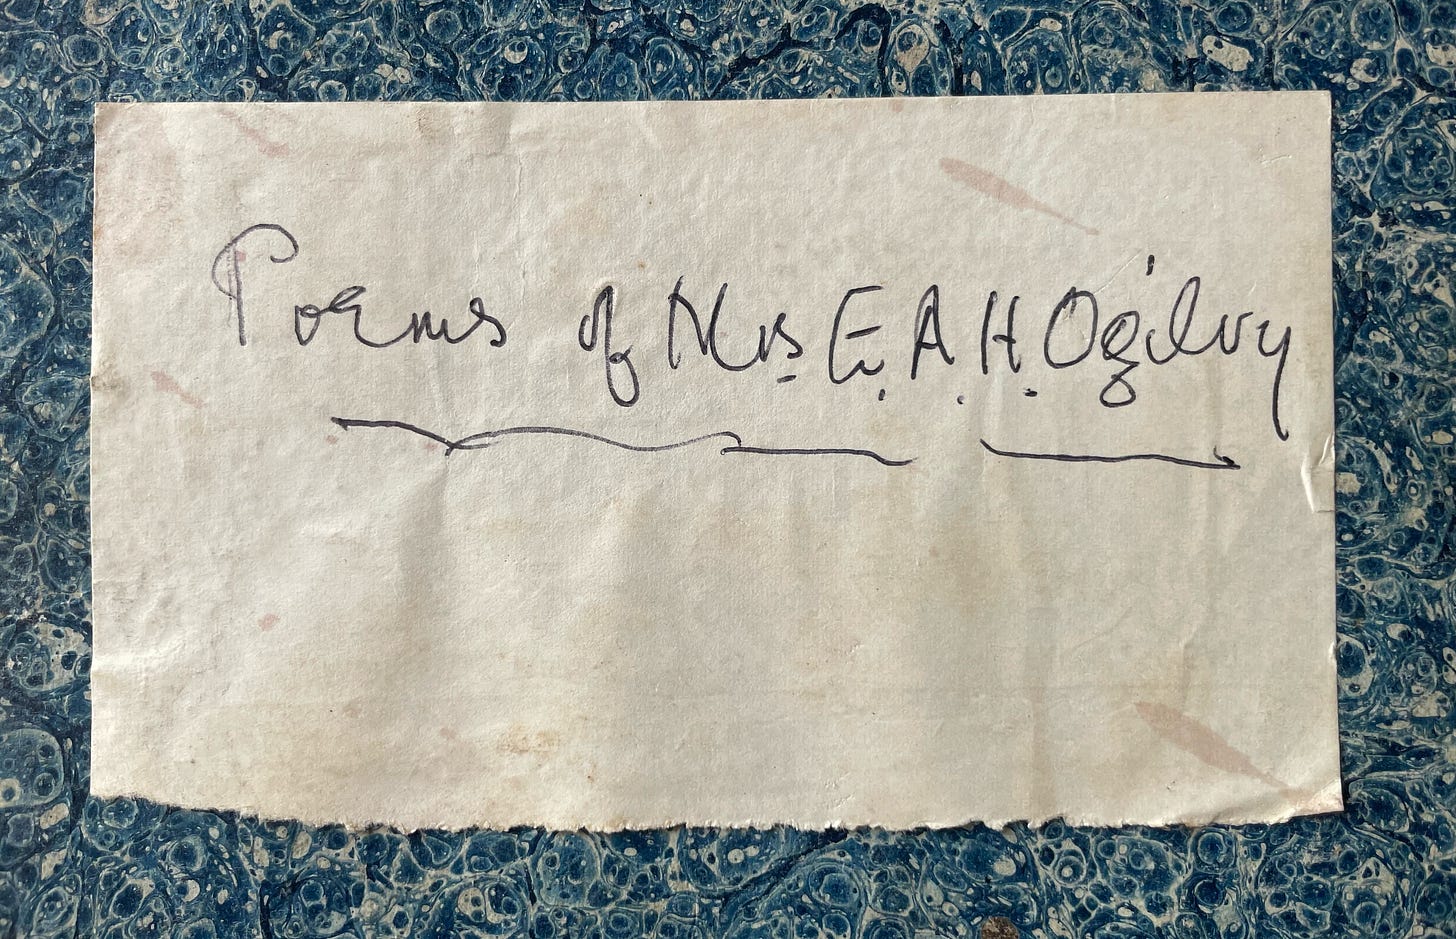 Poems of Mrs E. A. H. Ogilvy